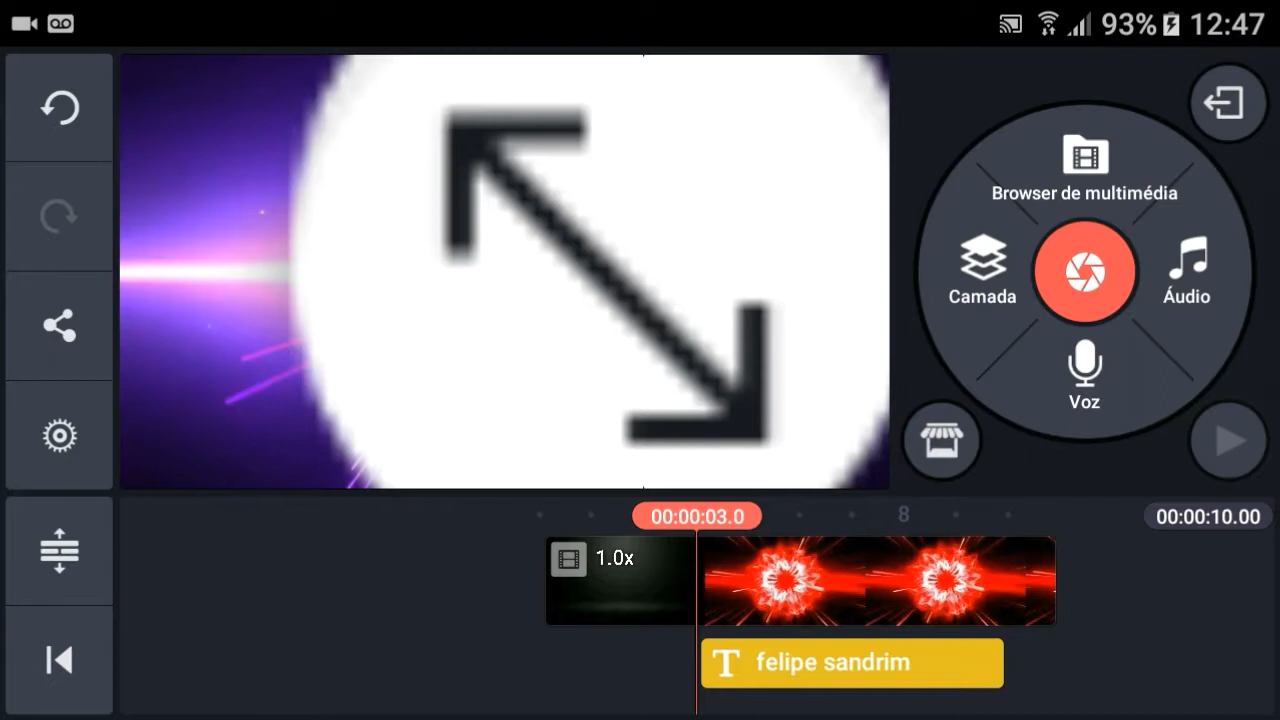 93% 12:47
Browser de multimédia
Camada
Áudio
Voz
00:00:03.0
8
00:00:10.00
1.0x
T felipe sandrim